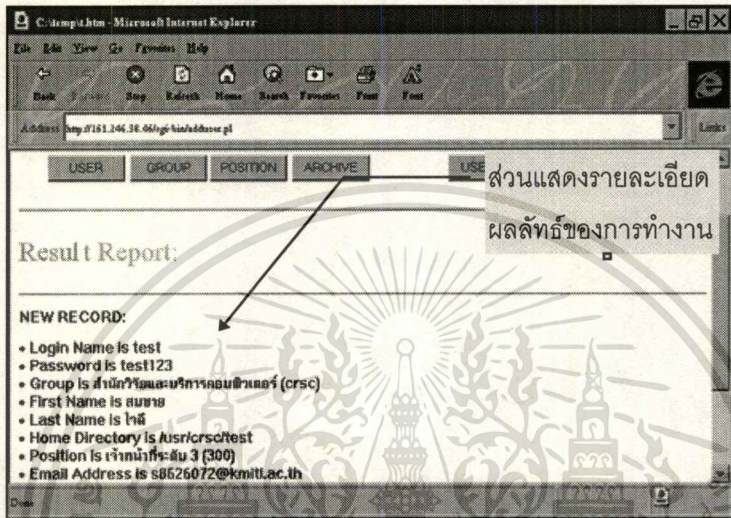 C:\temp\t.htm - Microsoft Internet Explorer
File Edit View Go Favorites Help
Back Forward Stop Refresh Home Search Favorites Print Font
Address http://161.246.38.06/cgi-bin/adduser.pl Links
USER GROUP POSITION ARCHIVE USE
ส่วนแสดงรายละเอียด
ผลลัทธ์ของการทำงาน
Result Report:
NEW RECORD:
• Login Name is test
• Password is test123
• Group is สำนักวิจัยและบริการคอมพิวเตอร์ (crsc)
• First Name is สมชาย
• Last Name is ใจดี
• Home Directory is /usr/crsc/test
• Position is เจ้าหน้าที่ระดับ 3 (300)
• Email Address is s8626072@kmitl.ac.th
Done